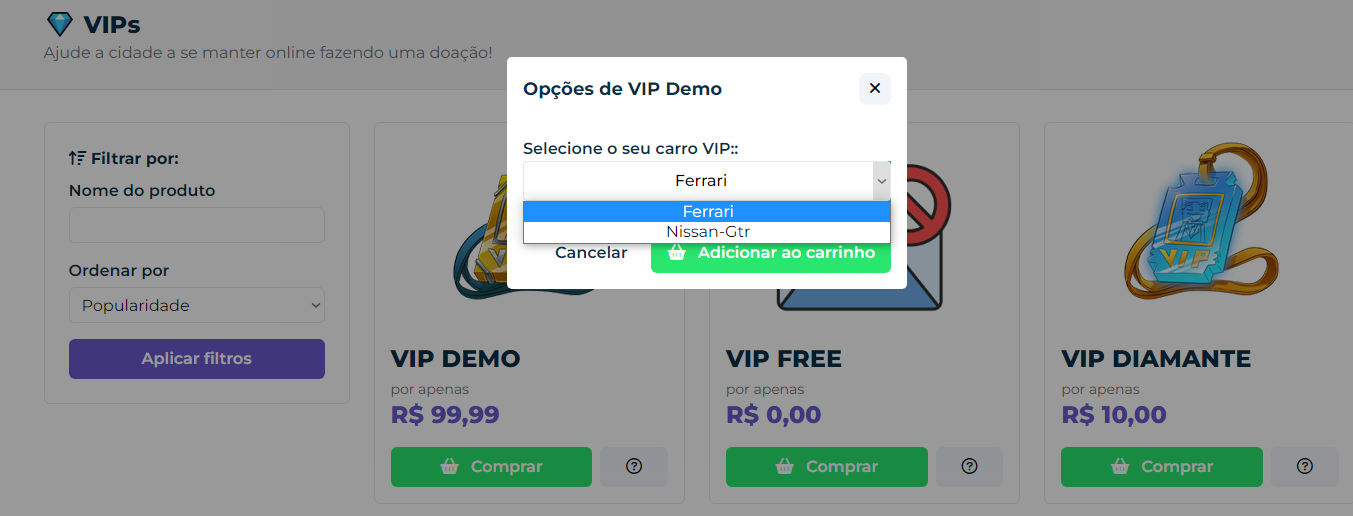 VIPs
Ajude a cidade a se manter online fazendo uma doação!
Opções de VIP Demo
Selecione o seu carro VIP::
Ferrari
Ferrari
Nissan-Gtr
Cancelar
Adicionar ao carrinho
Filtrar por:
Nome do produto
Ordenar por
Popularidade
Aplicar filtros
VIP
VIP DEMO
por apenas
R$ 99,99
Comprar
VIP FREE
por apenas
R$ 0,00
Comprar
VIP
VIP DIAMANTE
por apenas
R$ 10,00
Comprar